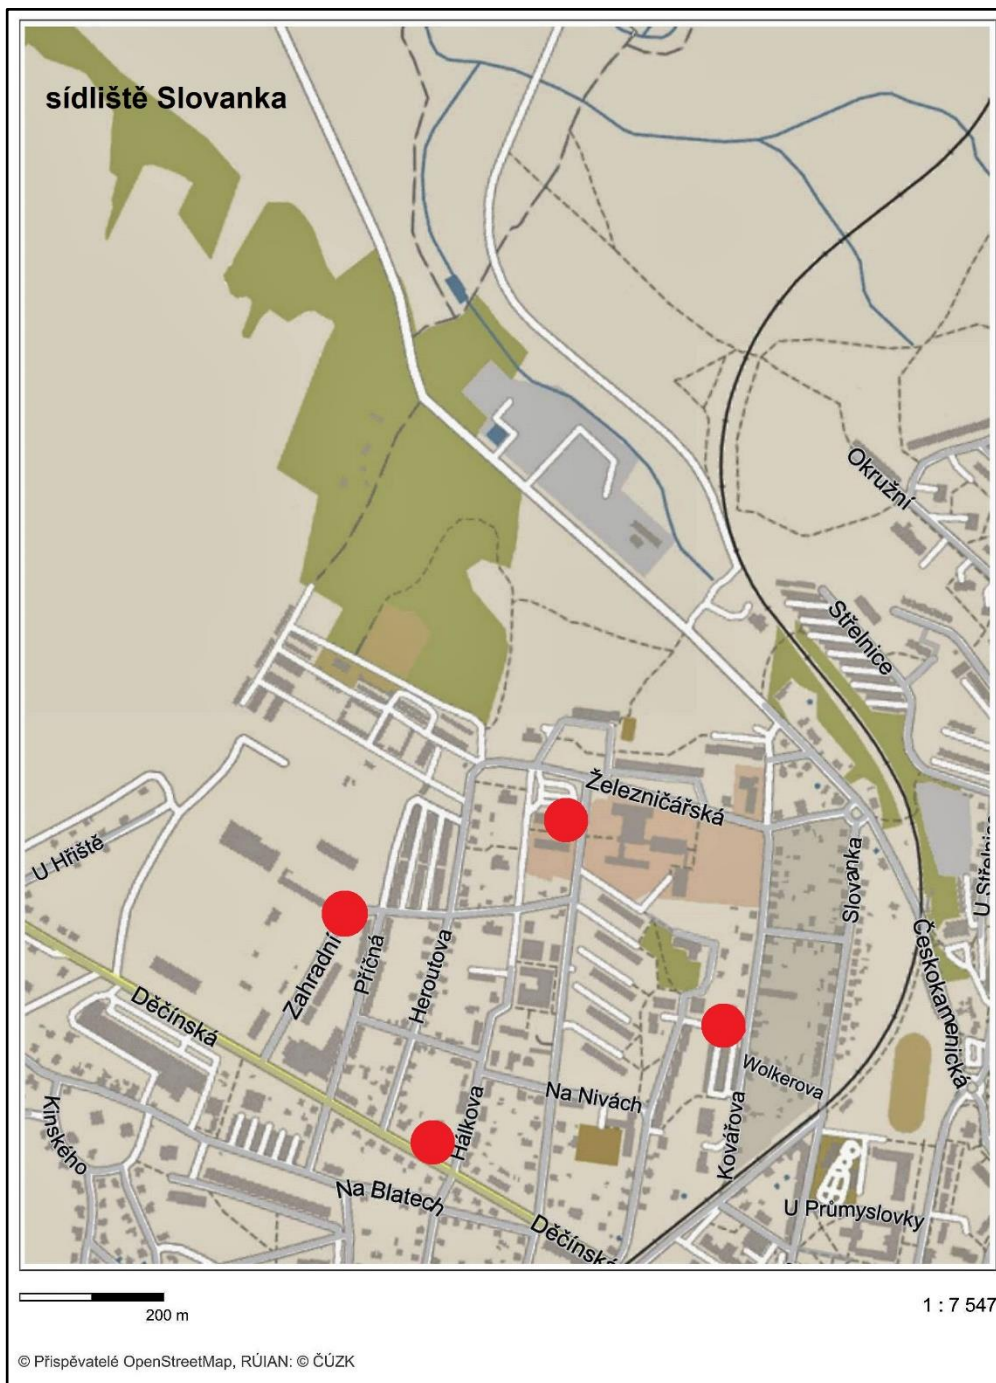 sídliště Slovanka
Okružní
Střelnice
Železničářská
U Hřiště
Slovanka
U Střelnice
Českokamenická
Zahradní
Příčná
Heroutova
Děčínská
Wolkerova
Na Nivách
Kinského
Hálkova
Kovářova
Na Blatech
U Průmyslovky
Děčínská
200 m
1 : 7 547
© Přispěvatelé OpenStreetMap, RÚIAN: © ČÚZK